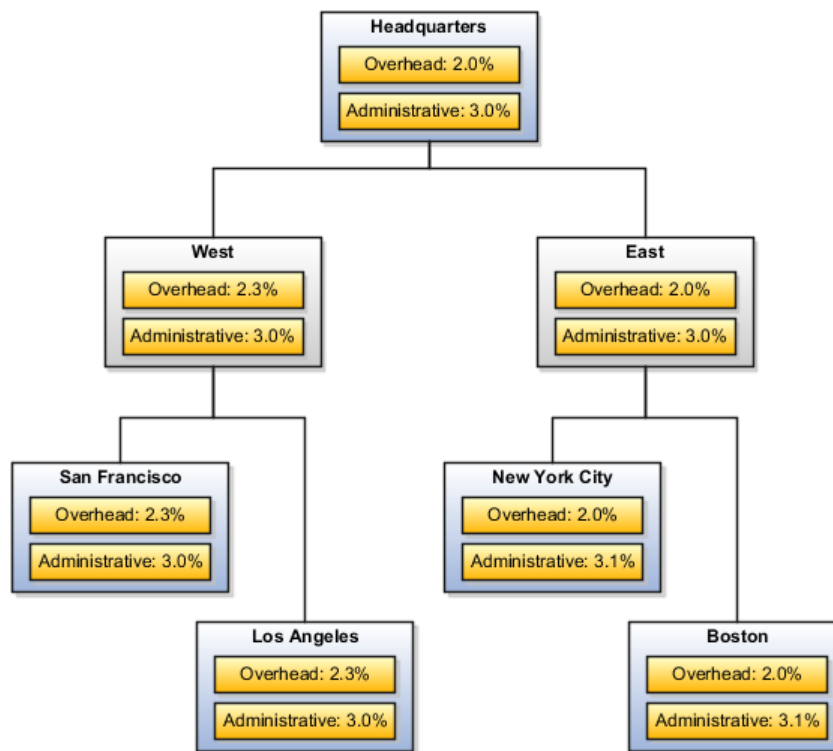 Headquarters
Overhead: 2.0%
Administrative: 3.0%
West
Overhead: 2.3%
Administrative: 3.0%
East
Overhead: 2.0%
Administrative: 3.0%
San Francisco
Overhead: 2.3%
Administrative: 3.0%
New York City
Overhead: 2.0%
Administrative: 3.1%
Los Angeles
Overhead: 2.3%
Administrative: 3.0%
Boston
Overhead: 2.0%
Administrative: 3.1%